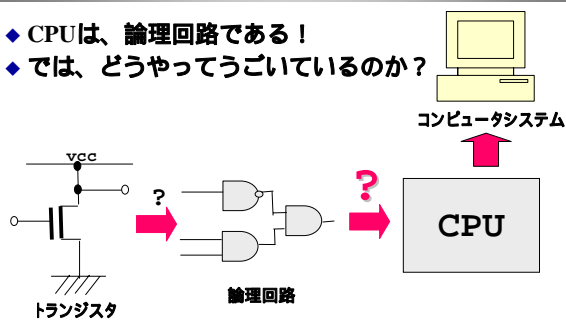 ◆ CPUは、論理回路である！
◆ では、どうやってうごいているのか？
コンピュータシステム
vcc
?
?
CPU
論理回路
トランジスタ